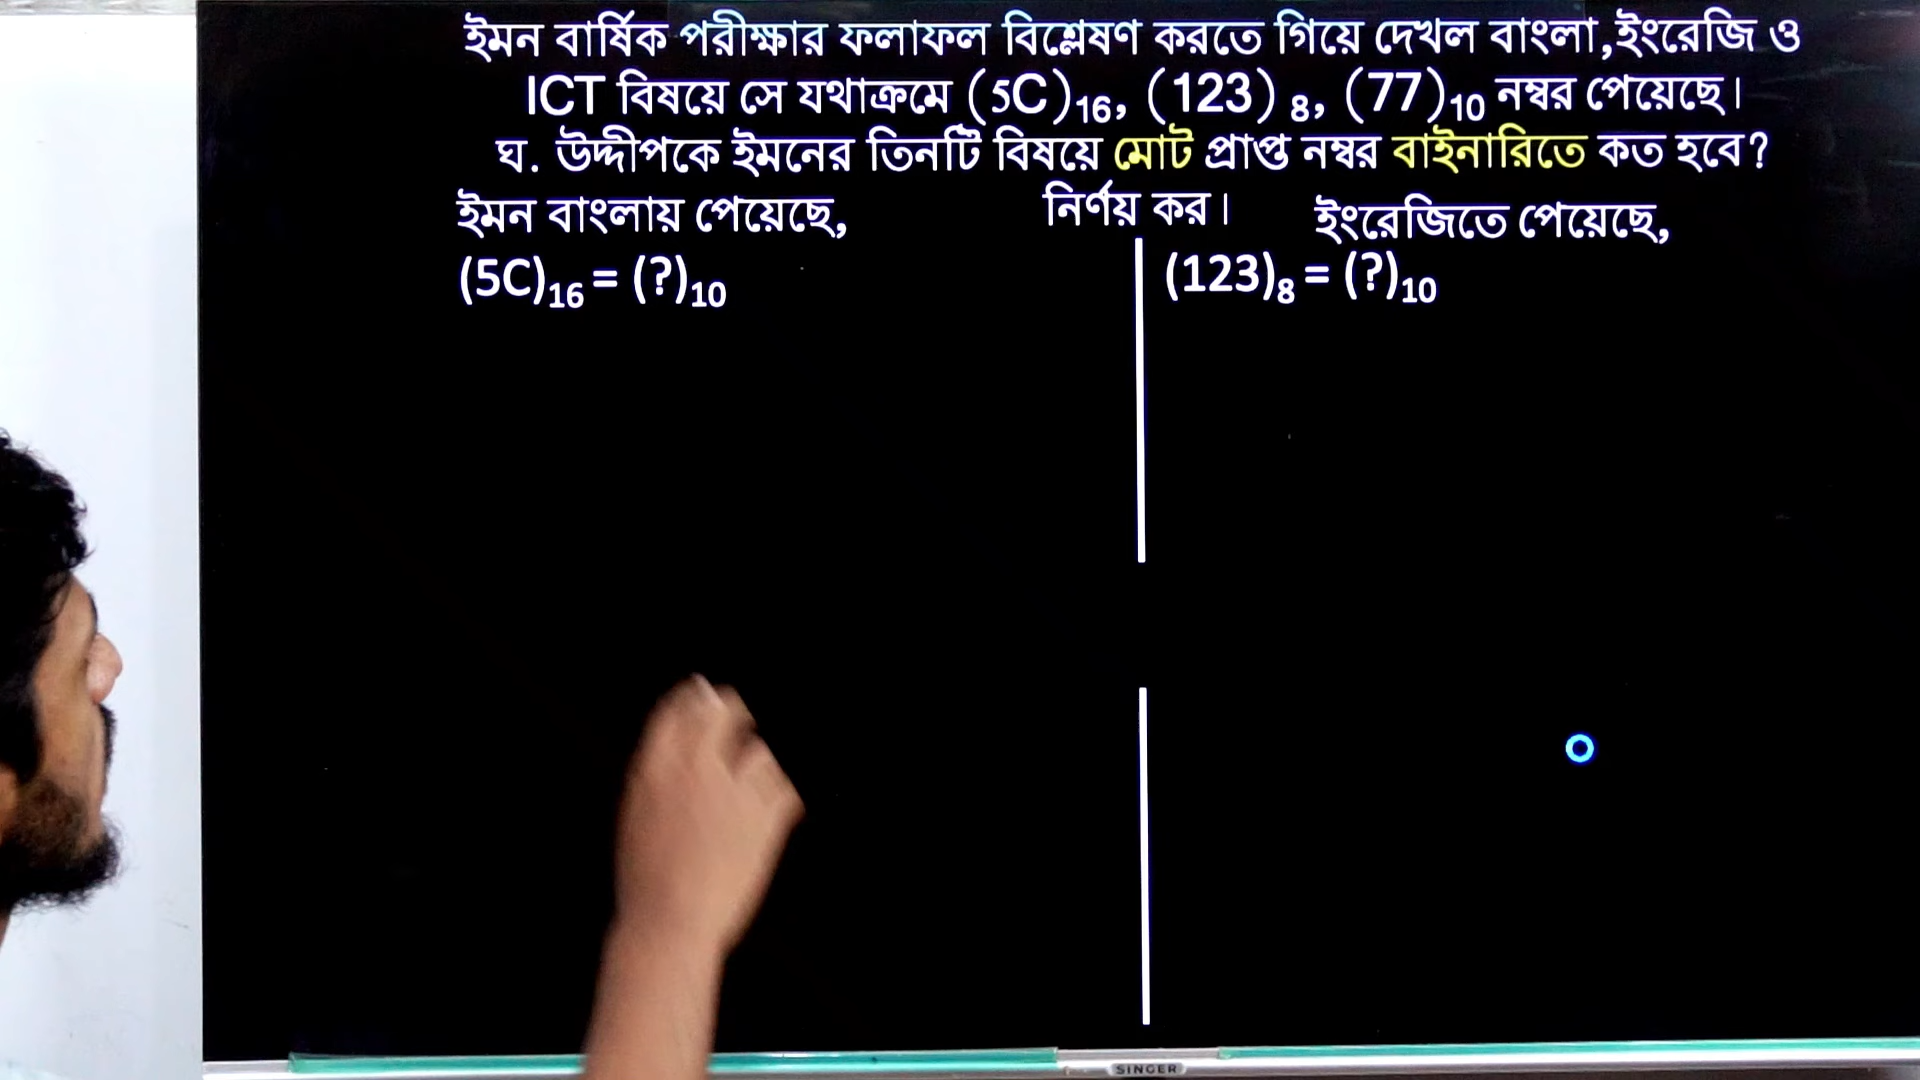 ইমন বার্ষিক পরীক্ষার ফলাফল বিশ্লেষণ করতে গিয়ে দেখল বাংলা,ইংরেজি ও
ICT বিষয়ে সে যথাক্রমে (5C)₁₆, (123) ₈, (77)₁₀ নম্বর পেয়েছে।
ঘ. উদ্দীপকে ইমনের তিনটি বিষয়ে মোট প্রাপ্ত নম্বর বাইনারিতে কত হবে?
নির্ণয় কর।
ইমন বাংলায় পেয়েছে,
(5C)₁₆ = (?)₁₀
ইংরেজিতে পেয়েছে,
(123)₈ = (?)₁₀
SINGER